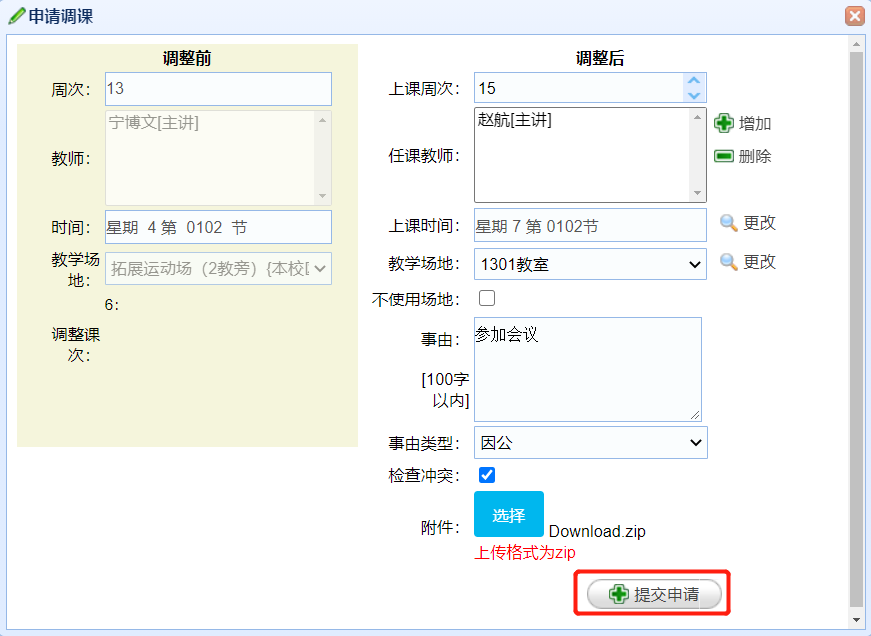 申请调课
调整前
周次：
13
教师：
宁博文[主讲]
时间：
星期 4 第 0102 节
教学场
地：
拓展运动场（2教旁）{本校[
6:
调整课
次：
调整后
上课周次：
15
任课教师：
赵航[主讲]
增加
删除
上课时间：
星期 7 第 0102节
更改
教学场地：
1301教室
更改
不使用场地：
事由：
[100字
以内]
参加会议
事由类型：
因公
检查冲突：
附件：
选择
Download.zip
上传格式为zip
提交申请